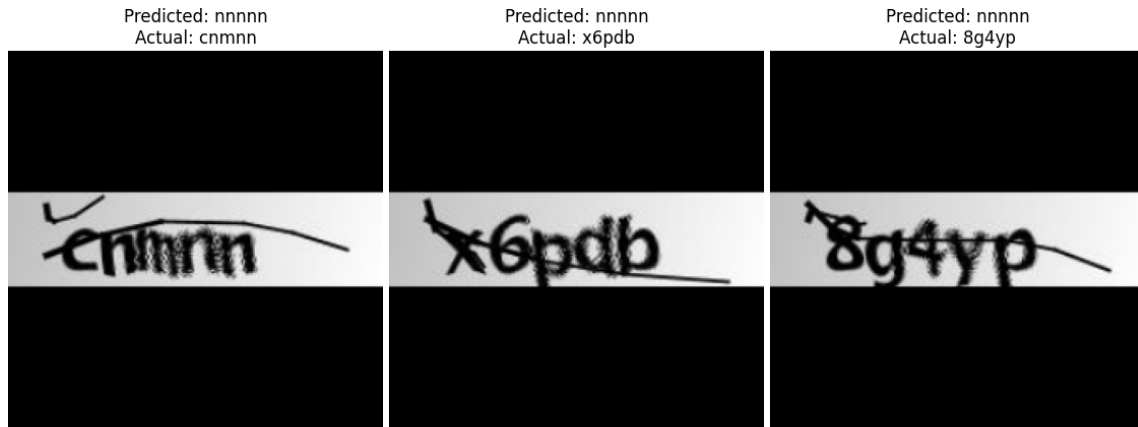 Predicted: nnnnn
Actual: cnmnn
cnmnn
Predicted: nnnnn
Actual: x6pdb
x6pdb
Predicted: nnnnn
Actual: 8g4yp
8g4yp